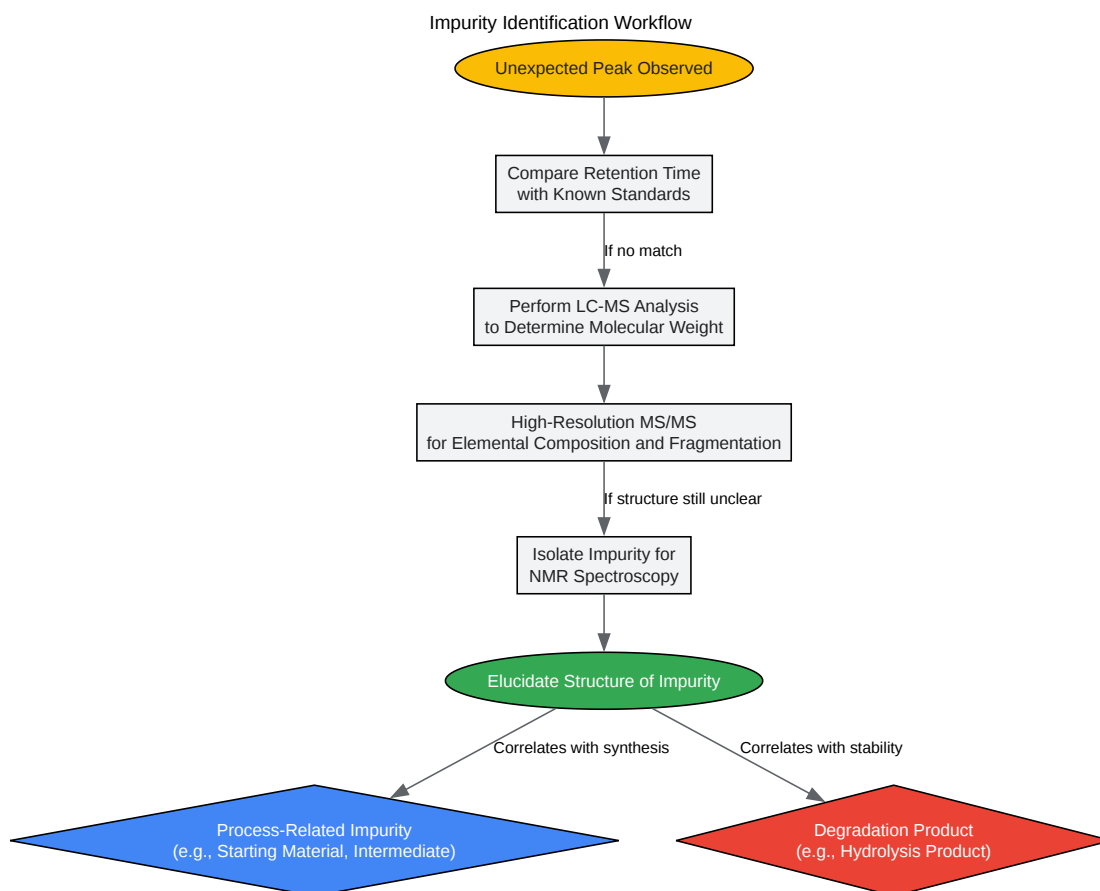 Impurity Identification Workflow
Unexpected Peak Observed
Compare Retention Time
with Known Standards
If no match
Perform LC-MS Analysis
to Determine Molecular Weight
High-Resolution MS/MS
for Elemental Composition and Fragmentation
If structure still unclear
Isolate Impurity for
NMR Spectroscopy
Elucidate Structure of Impurity
Correlates with synthesis
Correlates with stability
Process-Related Impurity
(e.g., Starting Material, Intermediate)
Degradation Product
(e.g., Hydrolysis Product)